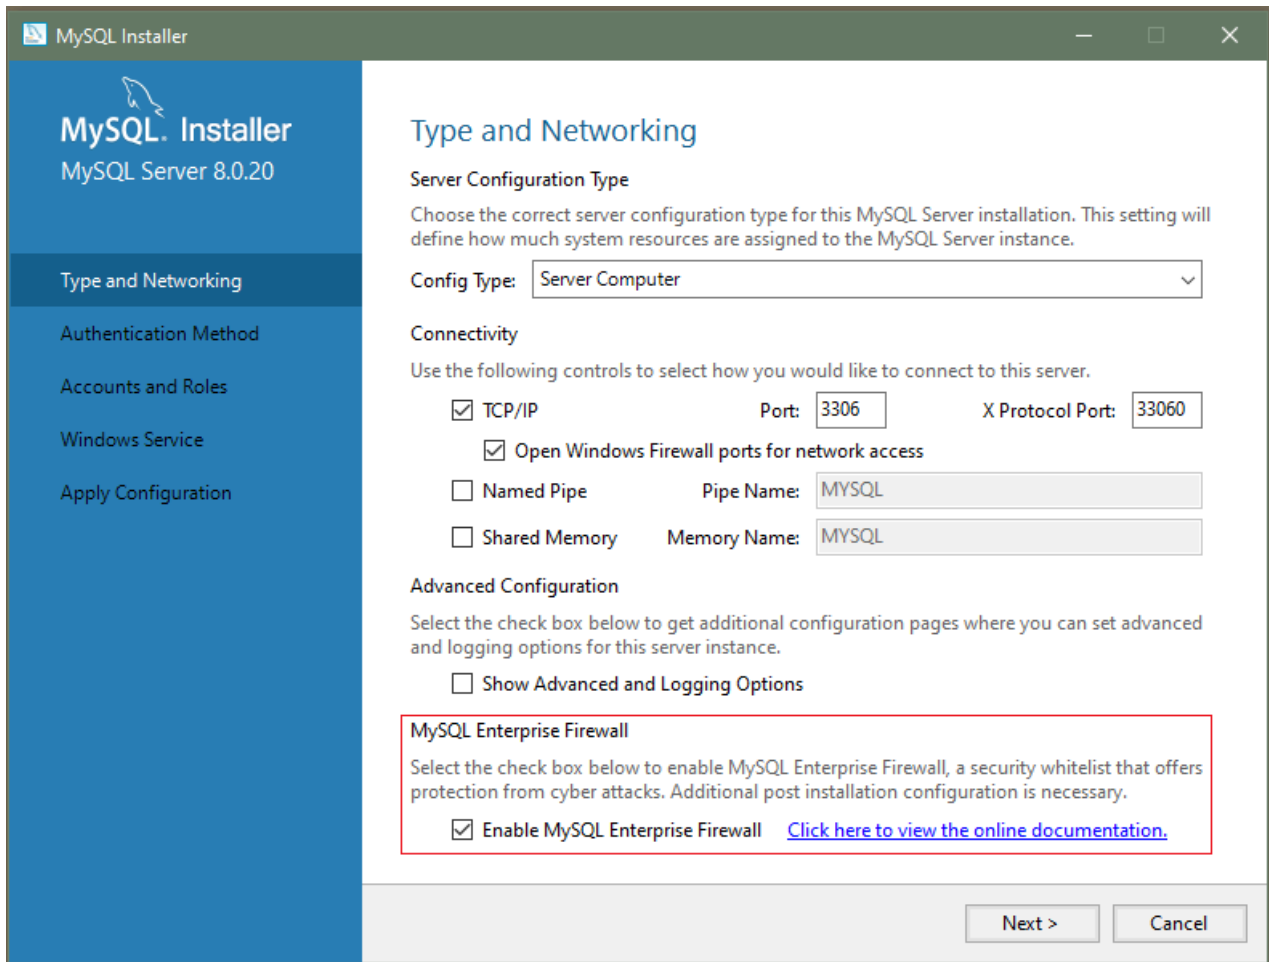 MySQL Installer
MySQL. Installer
MySQL Server 8.0.20
Type and Networking
Authentication Method
Accounts and Roles
Windows Service
Apply Configuration
Type and Networking
Server Configuration Type
Choose the correct server configuration type for this MySQL Server installation. This setting will
define how much system resources are assigned to the MySQL Server instance.
Config Type: Server Computer
Connectivity
Use the following controls to select how you would like to connect to this server.
TCP/IP Port: 3306 X Protocol Port: 33060
Open Windows Firewall ports for network access
Named Pipe Pipe Name: MYSQL
Shared Memory Memory Name: MYSQL
Advanced Configuration
Select the check box below to get additional configuration pages where you can set advanced
and logging options for this server instance.
Show Advanced and Logging Options
MySQL Enterprise Firewall
Select the check box below to enable MySQL Enterprise Firewall, a security whitelist that offers
protection from cyber attacks. Additional post installation configuration is necessary.
Enable MySQL Enterprise Firewall Click here to view the online documentation.
Next > Cancel